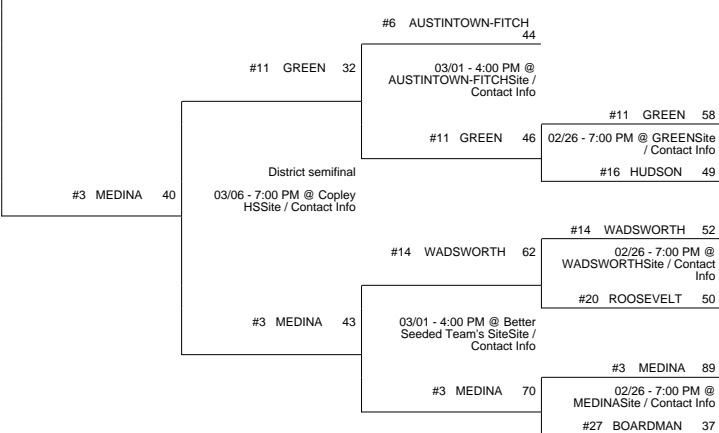 #6 AUSTINTOWN-FITCH
44
#11 GREEN 32
03/01 - 4:00 PM @
AUSTINTOWN-FITCHSite /
Contact Info
#11 GREEN 58
#11 GREEN 46
02/26 - 7:00 PM @ GREENSite
/ Contact Info
#16 HUDSON 49
District semifinal
#3 MEDINA 40
03/06 - 7:00 PM @ Copley
HSSite / Contact Info
#14 WADSWORTH 52
#14 WADSWORTH 62
02/26 - 7:00 PM @
WADSWORTHSite / Contact
Info
#20 ROOSEVELT 50
#3 MEDINA 43
03/01 - 4:00 PM @ Better
Seeded Team's SiteSite /
Contact Info
#3 MEDINA 89
#3 MEDINA 70
02/26 - 7:00 PM @
MEDINASite / Contact Info
#27 BOARDMAN 37